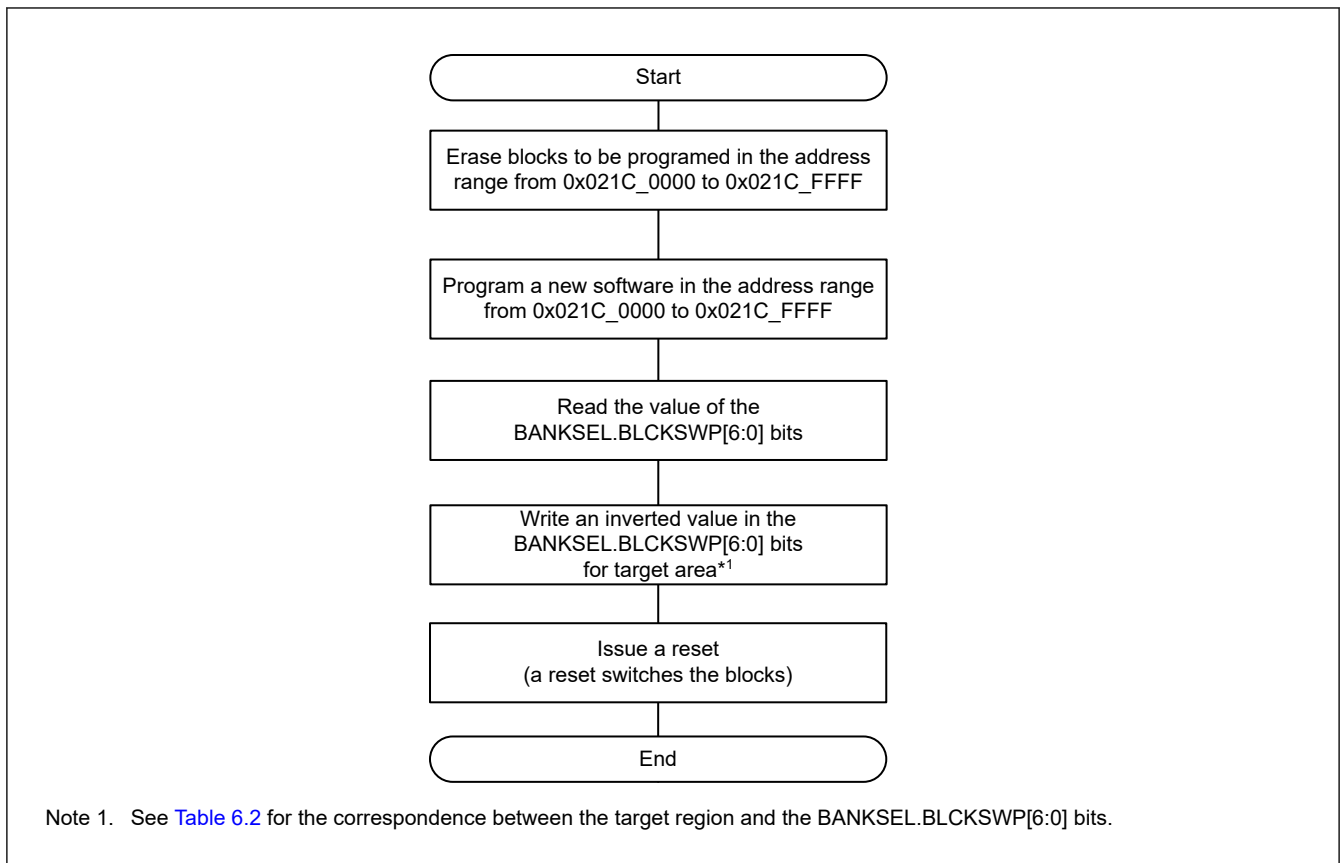 Start
Erase blocks to be programed in the address
range from 0x021C_0000 to 0x021C_FFFF
Program a new software in the address range
from 0x021C_0000 to 0x021C_FFFF
Read the value of the
BANKSEL.BLCKSWP[6:0] bits
Write an inverted value in the
BANKSEL.BLCKSWP[6:0] bits
for target area*1
Issue a reset
(a reset switches the blocks)
End
Note 1. See Table 6.2 for the correspondence between the target region and the BANKSEL.BLCKSWP[6:0] bits.